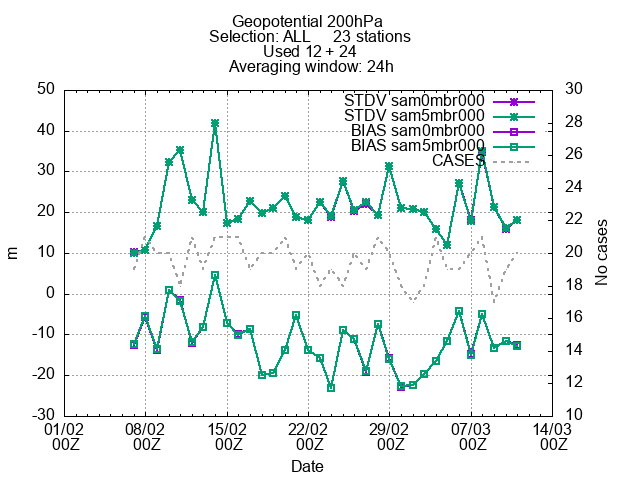 Geopotential 200hPa
Selection: ALL 23 stations
Used 12 + 24
Averaging window: 24h
STDV sam0mbr000
STDV sam5mbr000
BIAS sam0mbr000
BIAS sam5mbr000
CASES
50
40
30
20
10
0
-10
-20
-30
m
30
28
26
24
22
20
18
16
14
12
10
No cases
01/02 08/02 15/02 22/02 29/02 07/03 14/03
00Z 00Z 00Z 00Z 00Z 00Z 00Z
Date